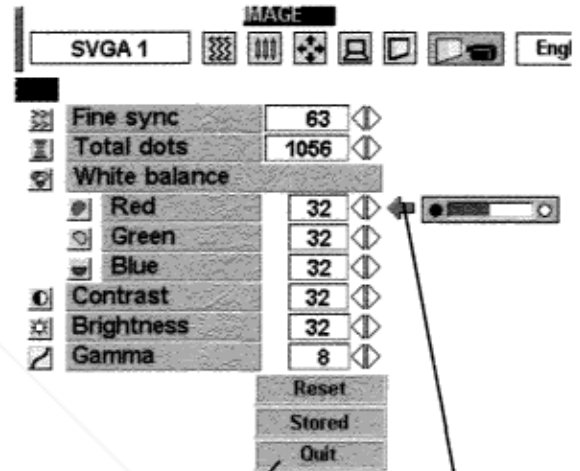 IMAGE
SVGA 1
Fine sync 63
Total dots 1056
White balance
Red 32
Green 32
Blue 32
Contrast 32
Brightness 32
Gamma 8
Reset
Stored
Quit